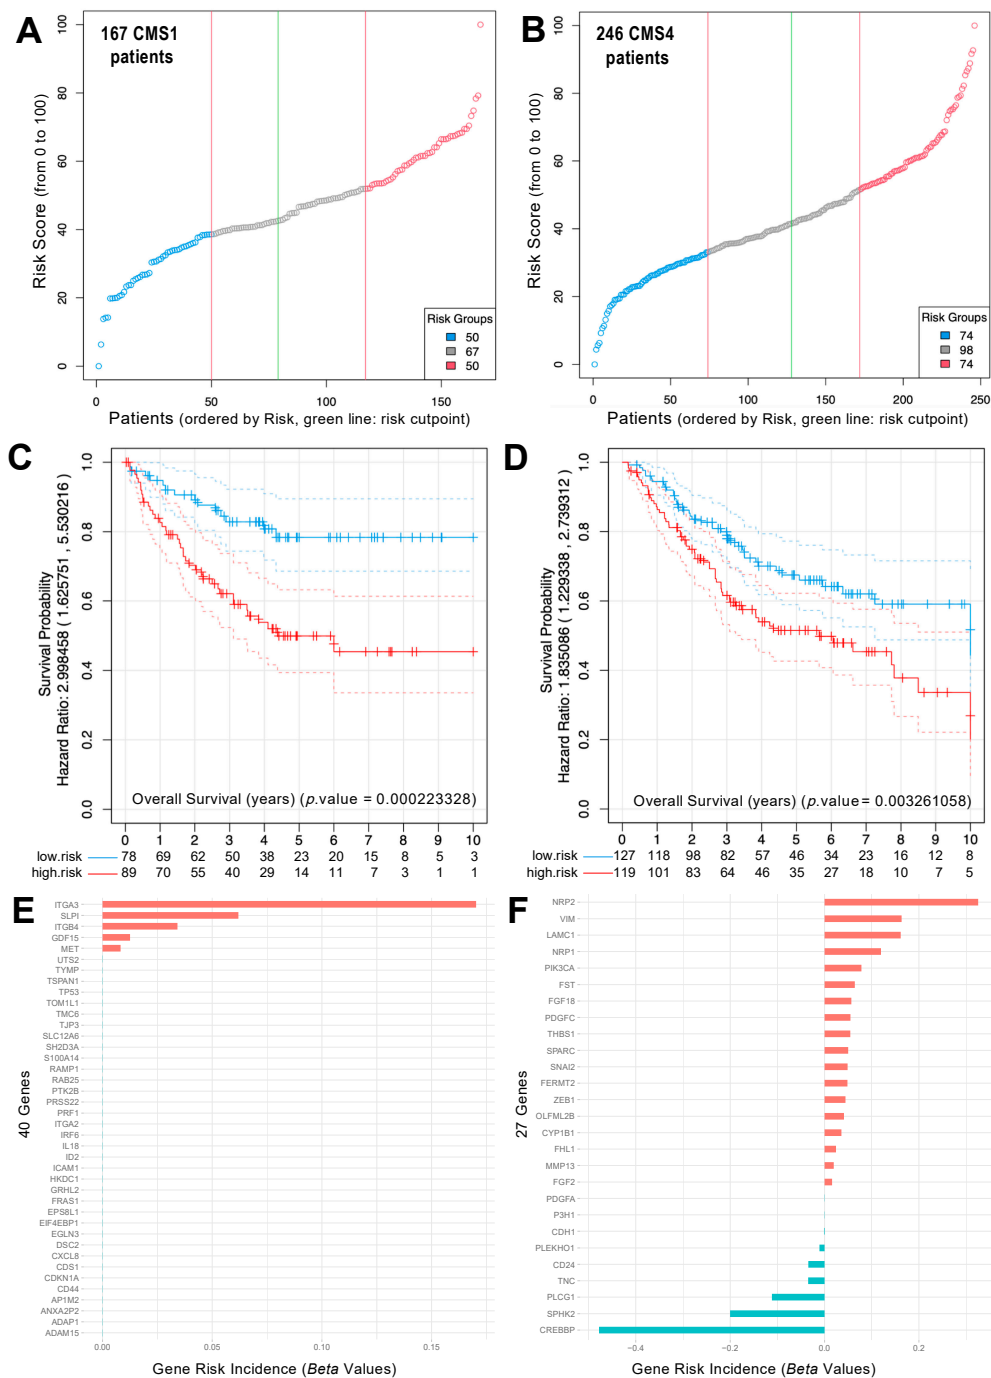 A
167 CMS1
patients
Risk Score (from 0 to 100)
100
80
60
40
20
0
Risk Groups
50
67
50
0
50
100
150
Patients (ordered by Risk, green line: risk cutpoint)
B
246 CMS4
patients
Risk Score (from 0 to 100)
100
80
60
40
20
0
Risk Groups
74
98
74
0
50
100
150
200
250
Patients (ordered by Risk, green line: risk cutpoint)
C
Survival Probability
Hazard Ratio: 2.998458 ( 1.625751 , 5.530216 )
1.0
0.8
0.6
0.4
0.2
0.0
Overall Survival (years) (p.value = 0.000223328)
0 1 2 3 4 5 6 7 8 9 10
low.risk 78 69 62 50 38 23 20 15 8 5 3
high.risk 89 70 55 40 29 14 11 7 3 1 1
D
Survival Probability
Hazard Ratio: 1.835086 ( 1.229338 , 2.739312 )
1.0
0.8
0.6
0.4
0.2
0.0
Overall Survival (years) (p.value = 0.003261058)
0 1 2 3 4 5 6 7 8 9 10
low.risk 127 118 98 82 57 46 34 23 16 12 8
high.risk 119 101 83 64 46 35 27 18 10 7 5
E
40 Genes
ITGA3
SLPI
ITGB4
GDF15
MET
UTS2
TYMP
TSPAN1
TP53
TOM1L1
TMC6
TJP3
SLC12A6
SH2D3A
S100A14
RAMP1
RAB25
PTK2B
PRSS22
PRF1
ITGA2
IRF6
IL18
ID2
ICAM1
HKDC1
GRHL2
FRAS1
EPS8L1
EIF4EBP1
EGLN3
DSC2
CXCL8
CDS1
CDKN1A
CD44
AP1M2
ANXA2P2
ADAP1
ADAM15
0.00
0.05
0.10
0.15
Gene Risk Incidence (Beta Values)
F
27 Genes
NRP2
VIM
LAMC1
NRP1
PIK3CA
FST
FGF18
PDGFC
THBS1
SPARC
SNAI2
FERMT2
ZEB1
OLFML2B
CYP1B1
FHL1
MMP13
FGF2
PDGFA
P3H1
CDH1
PLEKHO1
CD24
TNC
PLCG1
SPHK2
CREBBP
−0.4
−0.2
0.0
0.2
Gene Risk Incidence (Beta Values)